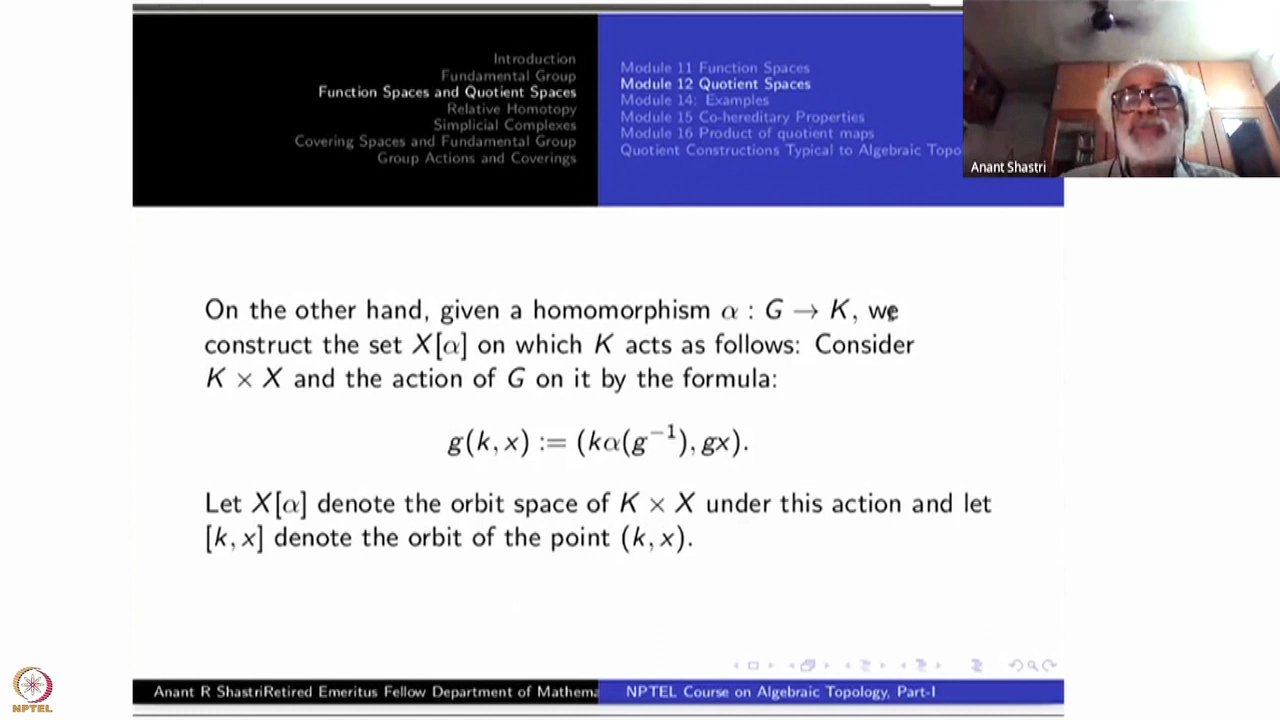 Introduction
Fundamental Group
Function Spaces and Quotient Spaces
Relative Homotopy
Simplicial Complexes
Covering Spaces and Fundamental Group
Group Actions and Coverings
Module 11 Function Spaces
Module 12 Quotient Spaces
Module 14: Examples
Module 15 Co-hereditary Properties
Module 16 Product of quotient maps
Quotient Constructions Typical to Algebraic Topo
Anant Shastri
On the other hand, given a homomorphism α : G → K, we
construct the set X[α] on which K acts as follows: Consider
K × X and the action of G on it by the formula:
g(k, x) := (kα(g⁻¹), gx).
Let X[α] denote the orbit space of K × X under this action and let
[k, x] denote the orbit of the point (k, x).
Anant R ShastriRetired Emeritus Fellow Department of Mathema
NPTEL Course on Algebraic Topology, Part-I
NPTEL